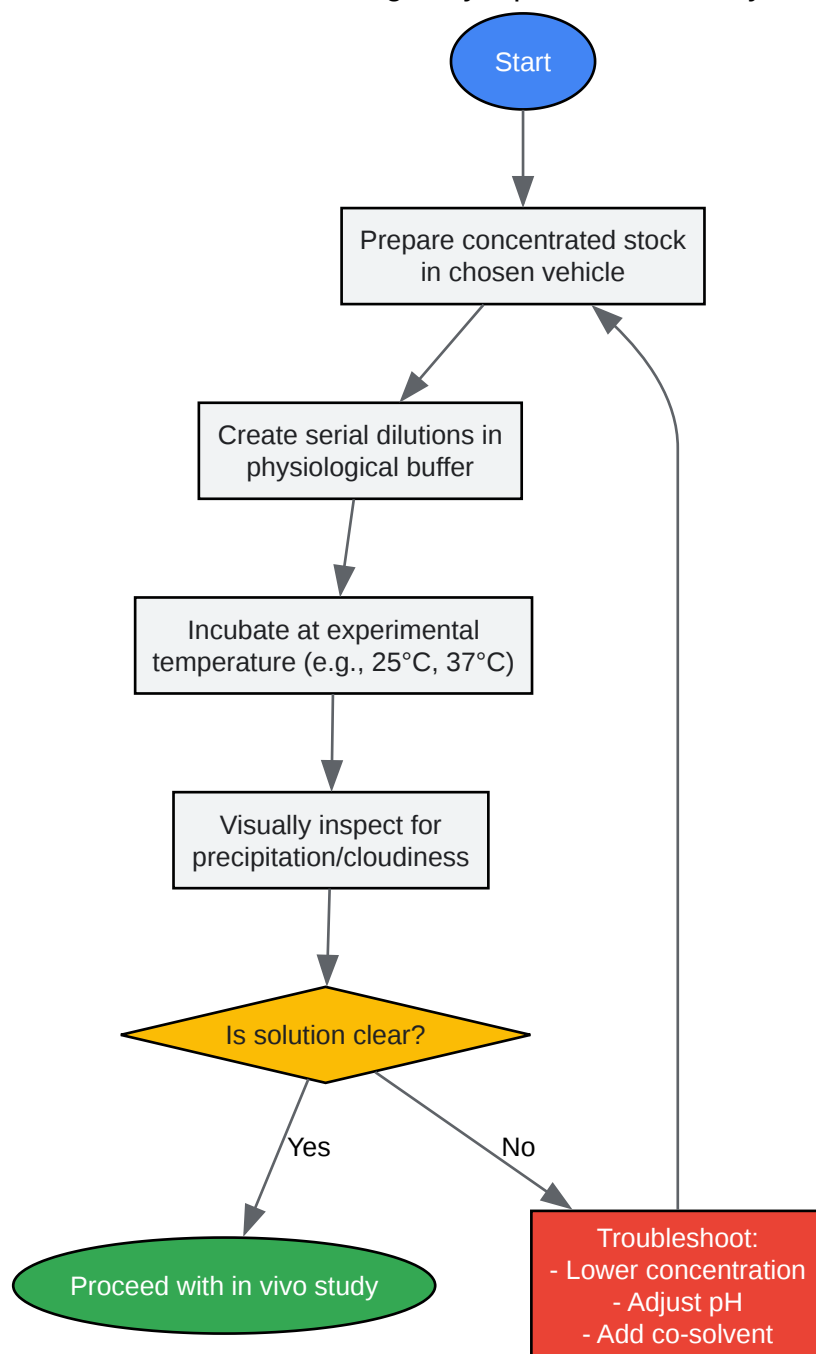 Start
Prepare concentrated stock
in chosen vehicle
Create serial dilutions in
physiological buffer
Incubate at experimental
temperature (e.g., 25°C, 37°C)
Visually inspect for
precipitation/cloudiness
Is solution clear?
Yes
No
Proceed with in vivo study
Troubleshoot:
- Lower concentration
- Adjust pH
- Add co-solvent